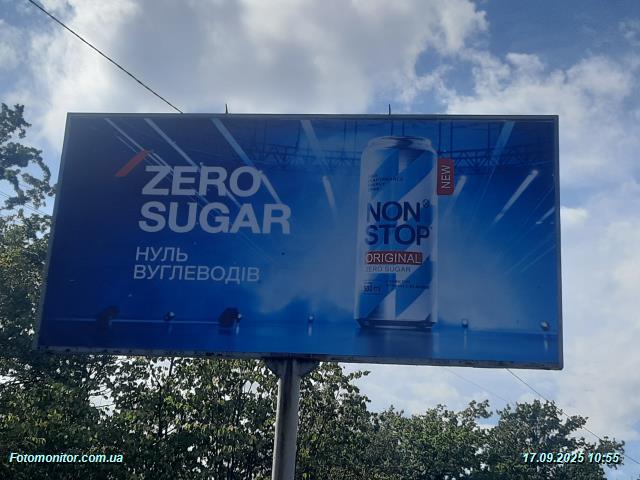 ZERO
SUGAR
НУЛЬ
ВУГЛЕВОДІВ
NEW
NON
STOP
ORIGINAL
ZERO SUGAR
Fotomonitor.com.ua
17.09.2025 10:55